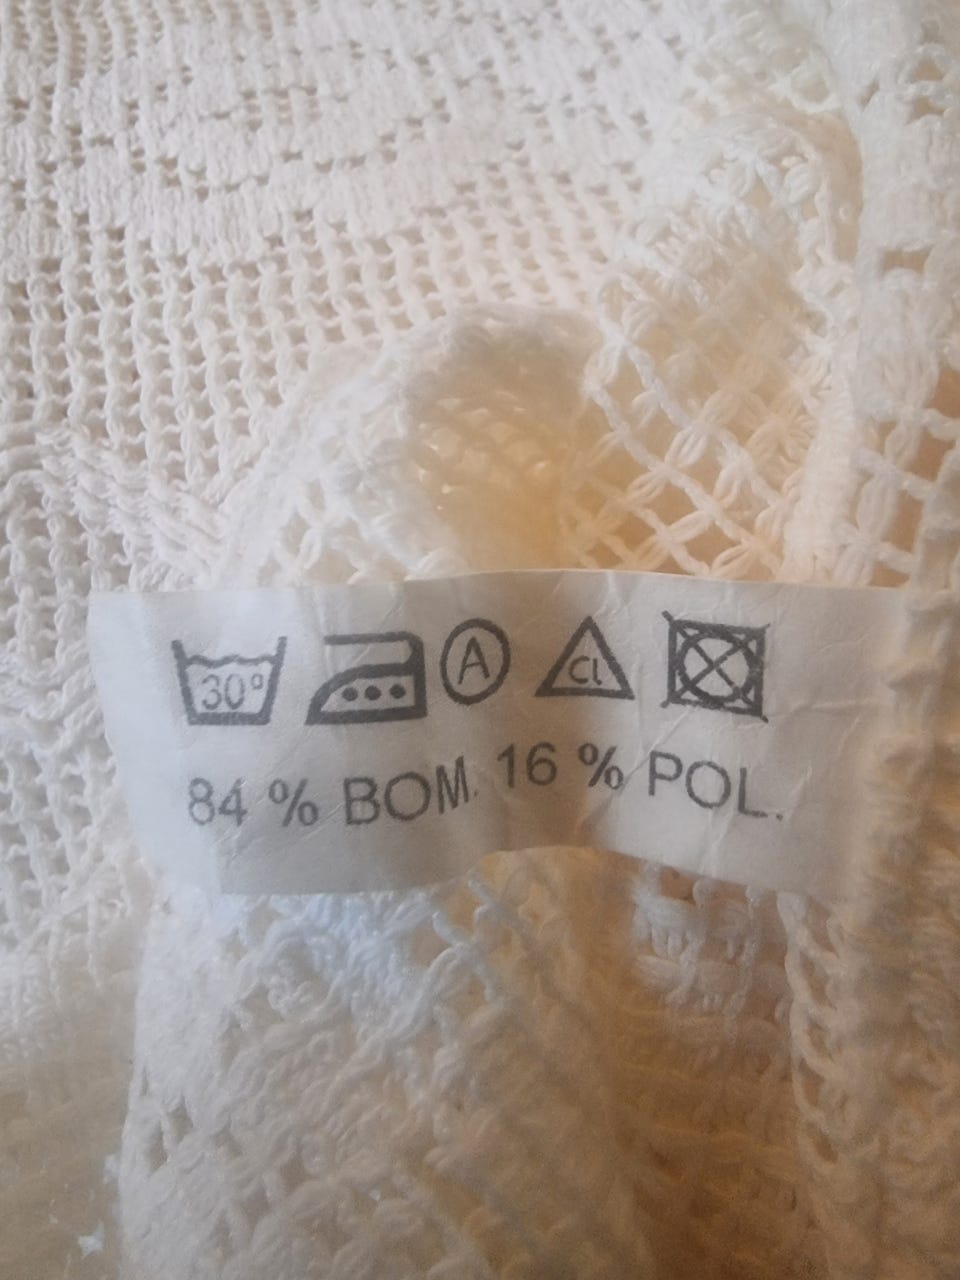 30° A Cl
84 % BOM. 16 % POL.